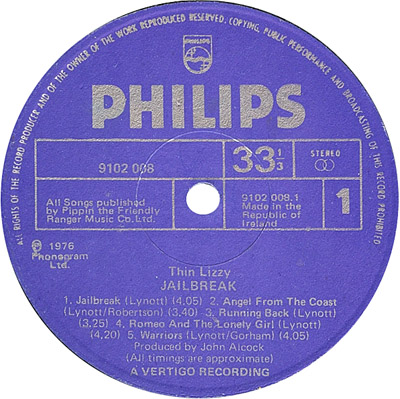 ALL RIGHTS OF THE RECORD PRODUCER AND OF THE OWNER OF THE WORK REPRODUCED RESERVED. COPYING, PUBLIC PERFORMANCE AND BROADCASTING OF THIS RECORD PROHIBITED
PHILIPS
PHILIPS
9102 008
33⅓
STEREO
All Songs published
by Pippin the Friendly
Ranger Music Co.Ltd.
9102 008.1
Made in the
Republic of
Ireland
1
℗ 1976
Phonogram
Ltd.
Thin Lizzy
JAILBREAK
1. Jailbreak (Lynott) (4.05) 2. Angel From The Coast
(Lynott/Robertson) (3.40) 3. Running Back (Lynott)
(3.25) 4. Romeo And The Lonely Girl (Lynott)
(4,20) 5. Warriors (Lynott/Gorham) (4.05)
Produced by John Alcock
(All timings are approximate)
A VERTIGO RECORDING